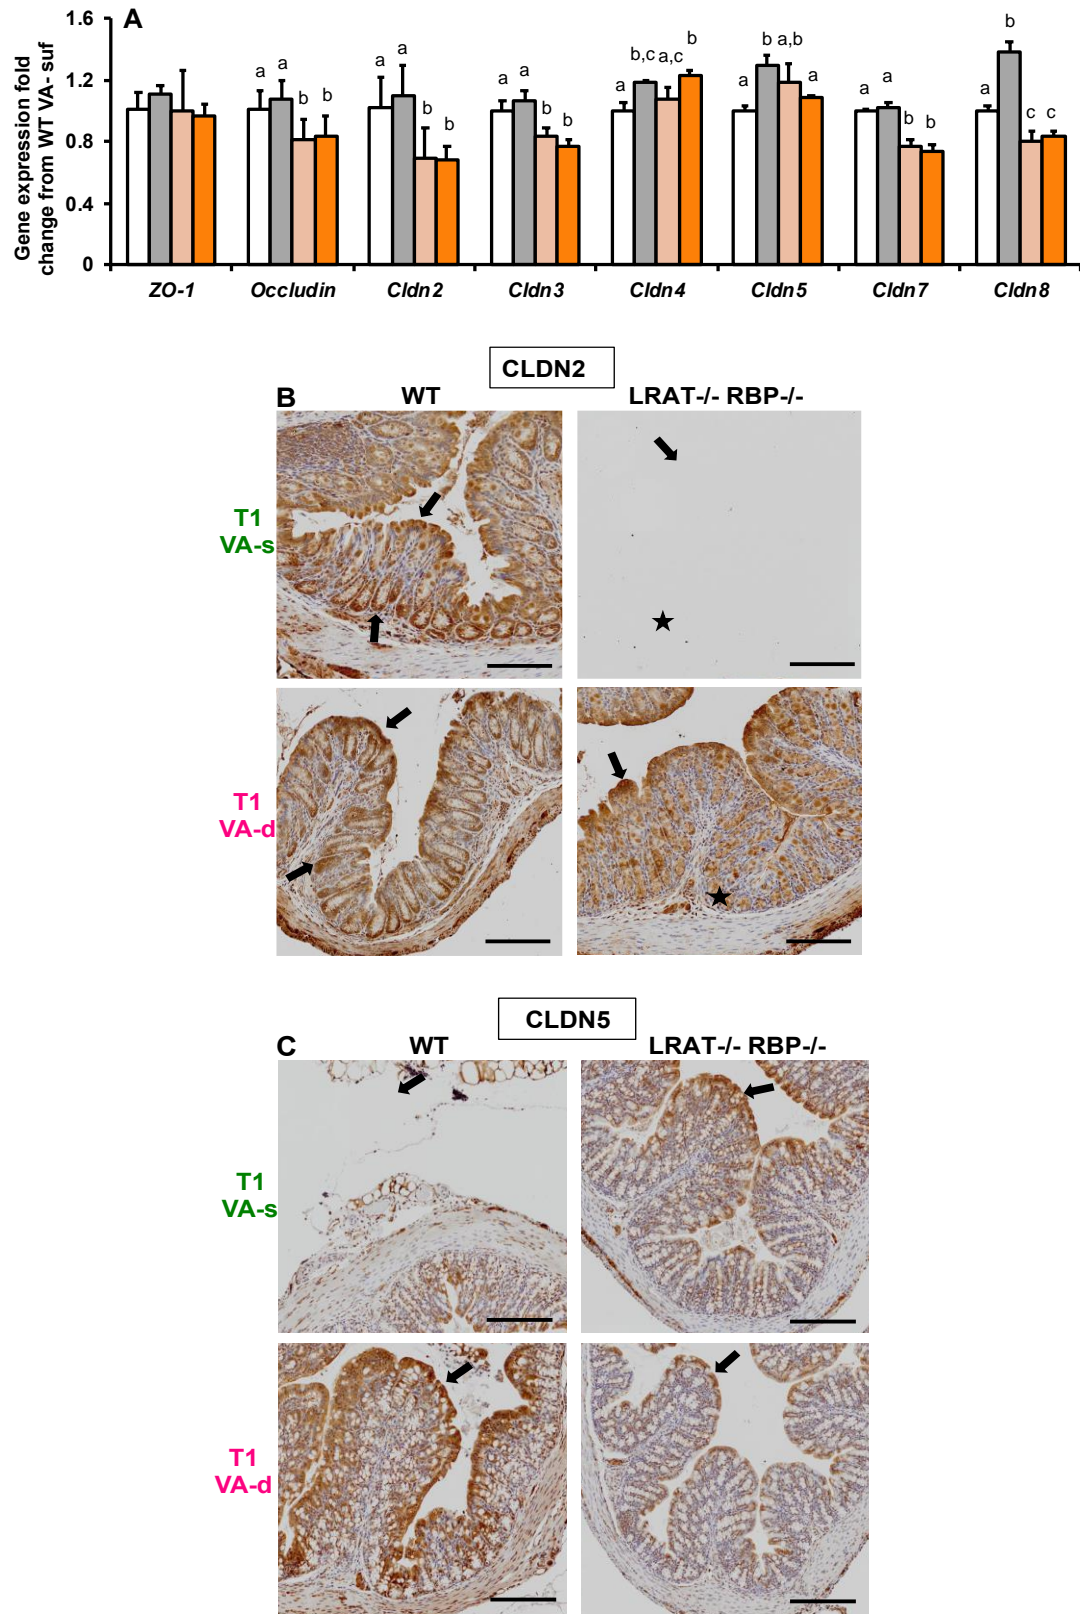 A
Gene expression fold
change from WT VA- suf
1.6
1.2
0.8
0.4
0
a a b b
a a b b
a a b b
a b,c a,c b
a b a,b a
a a b b
a b c c
ZO-1 Occludin Cldn2 Cldn3 Cldn4 Cldn5 Cldn7 Cldn8
CLDN2
B WT LRAT-/- RBP-/-
T1
VA-s
T1
VA-d
CLDN5
C WT LRAT-/- RBP-/-
T1
VA-s
T1
VA-d